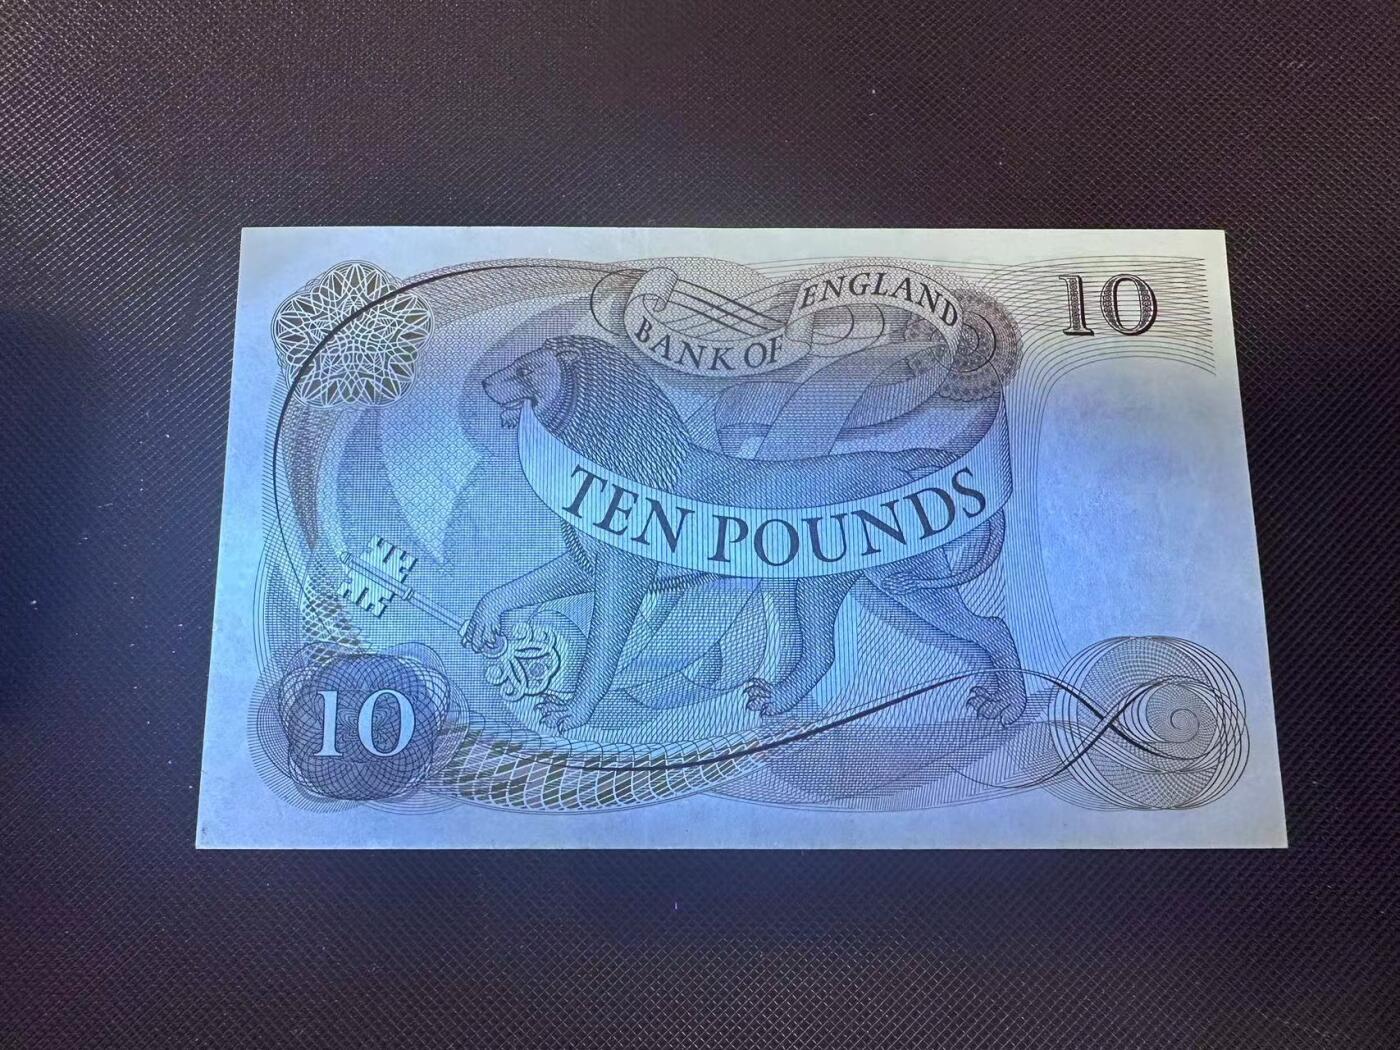 BANK OF ENGLAND
10
TEN POUNDS
10